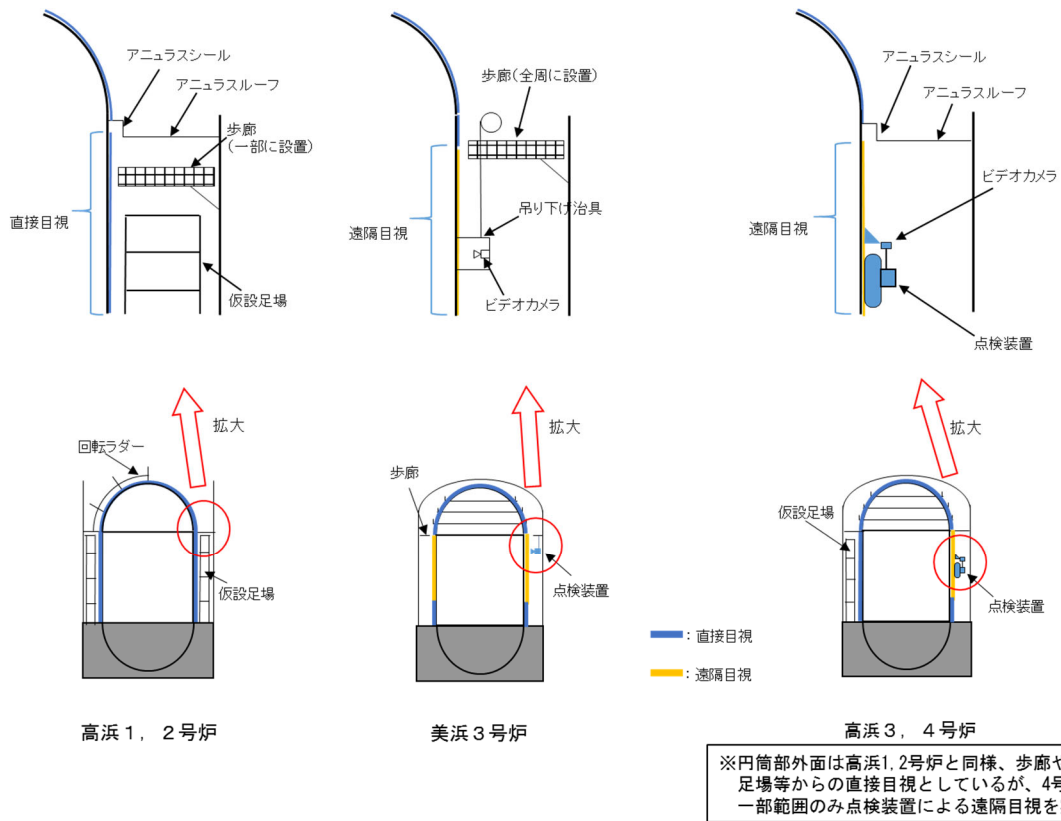 アニュラスシール
アニュラスルーフ
歩廊
(一部に設置)
直接目視
仮設足場
歩廊(全周に設置)
吊り下げ治具
遠隔目視
ビデオカメラ
アニュラスシール
アニュラスルーフ
ビデオカメラ
遠隔目視
点検装置
拡大
回転ラダー
仮設足場
拡大
歩廊
点検装置
拡大
仮設足場
点検装置
:直接目視
:遠隔目視
高浜1,2号炉
美浜3号炉
高浜3,4号炉
※円筒部外面は高浜1,2号炉と同様、歩廊や
足場等からの直接目視としているが、4号
一部範囲のみ点検装置による遠隔目視を